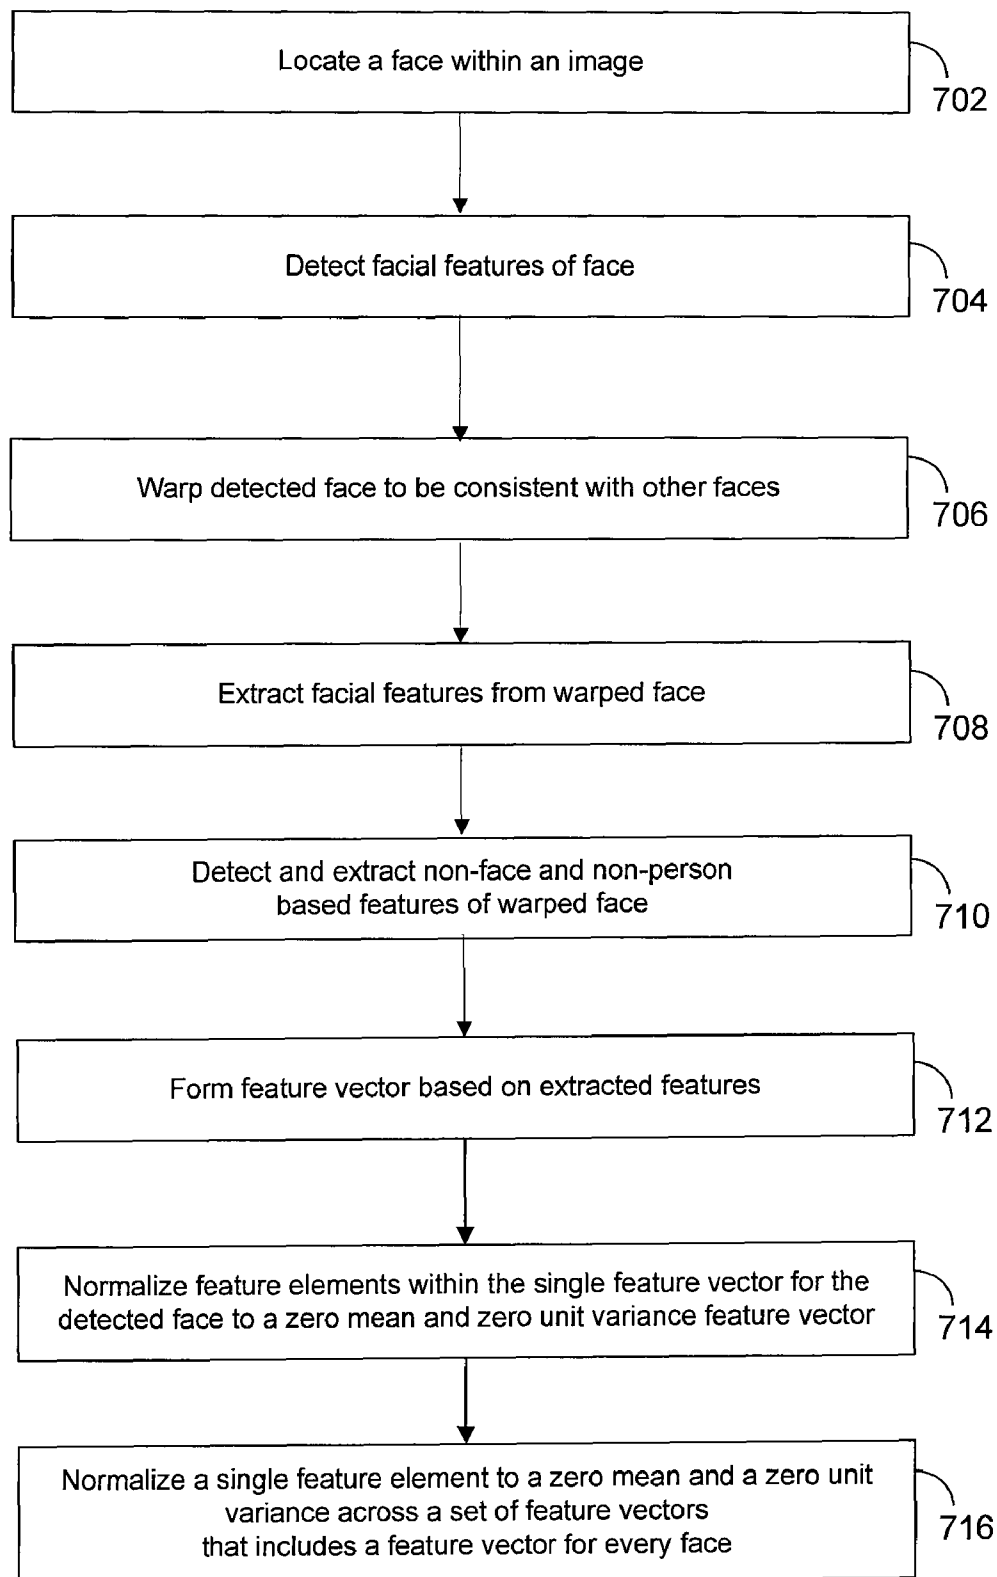 Locate a face within an image
702
Detect facial features of face
704
Warp detected face to be consistent with other faces
706
Extract facial features from warped face
708
Detect and extract non-face and non-person
based features of warped face
710
Form feature vector based on extracted features
712
Normalize feature elements within the single feature vector for the
detected face to a zero mean and zero unit variance feature vector
714
Normalize a single feature element to a zero mean and a zero unit
variance across a set of feature vectors
that includes a feature vector for every face
716